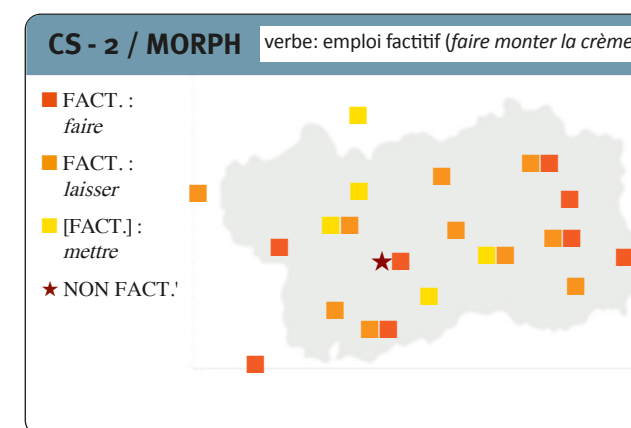 CS - 2 / MORPH
verbe: emploi factitif (faire monter la crème
FACT. :
faire
FACT. :
laisser
[FACT.] :
mettre
NON FACT.'